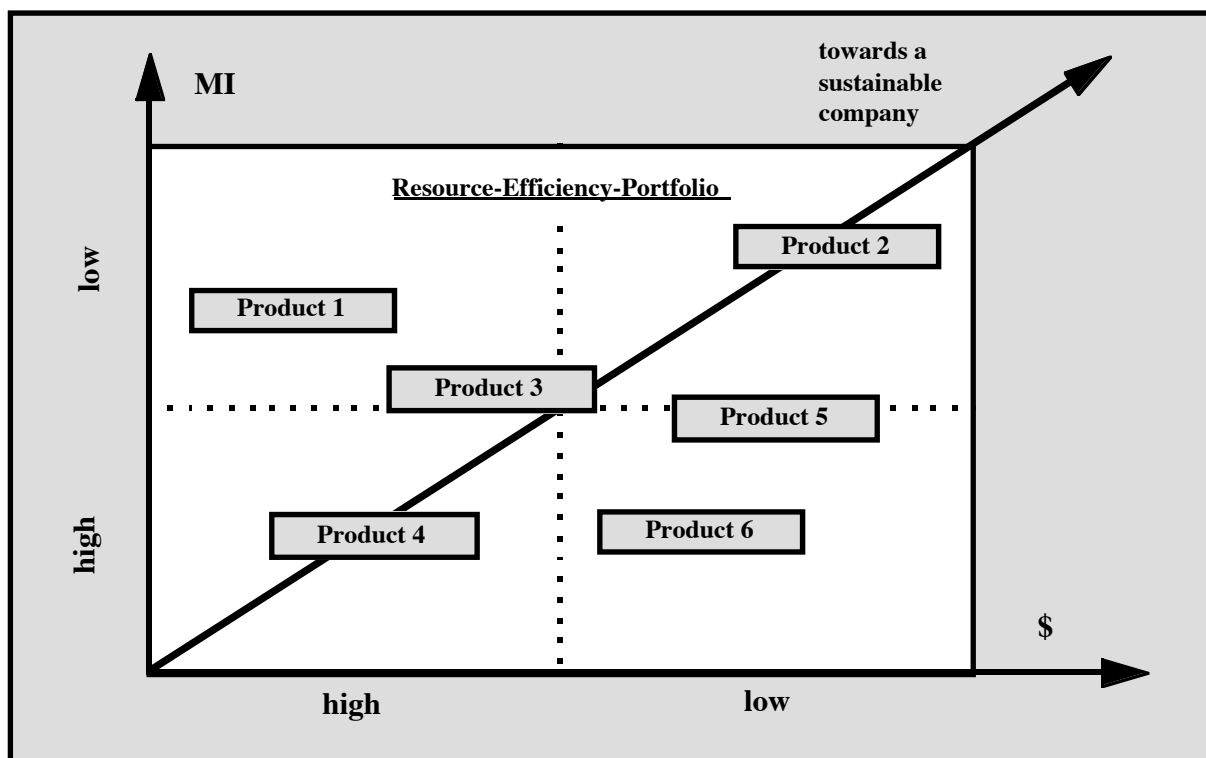 towards a
sustainable
company
MI
Resource-Efficiency-Portfolio
Product 2
low
Product 1
Product 3
Product 5
high
Product 4
Product 6
$
high
low